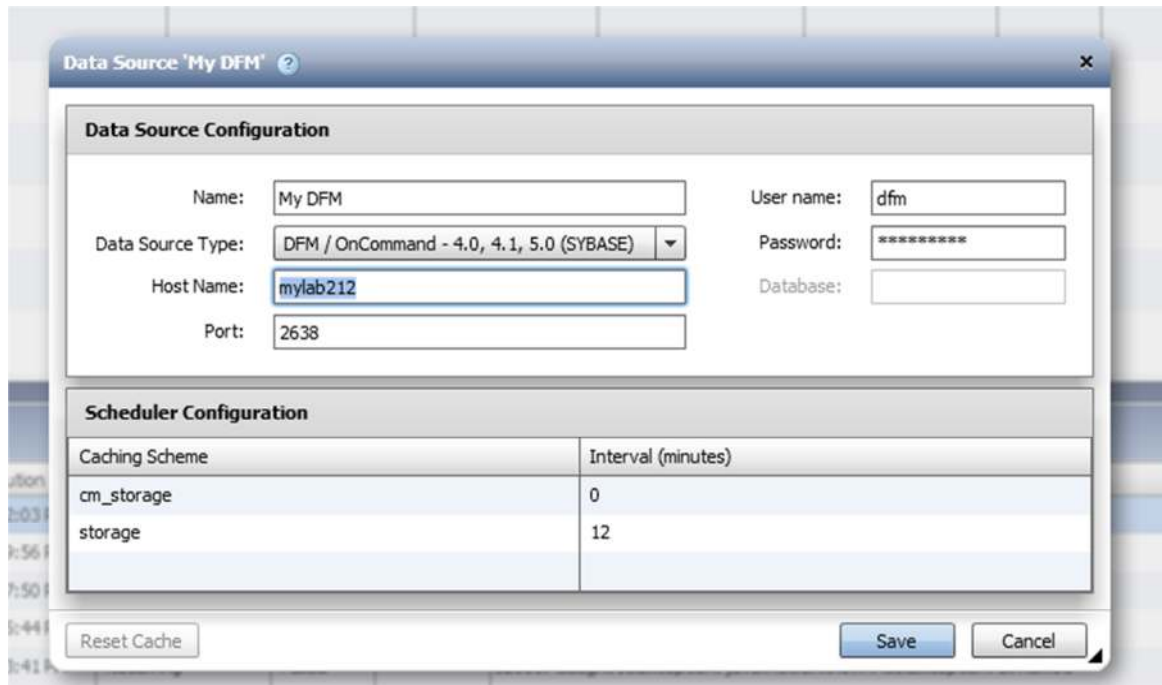 Data Source 'My DFM' ?
Data Source Configuration
Name: My DFM
User name: dfm
Data Source Type: DFM / OnCommand - 4.0, 4.1, 5.0 (SYBASE)
Password: *********
Host Name: mylab212
Database:
Port: 2638
Scheduler Configuration
Caching Scheme Interval (minutes)
cm_storage 0
storage 12
Reset Cache Save Cancel